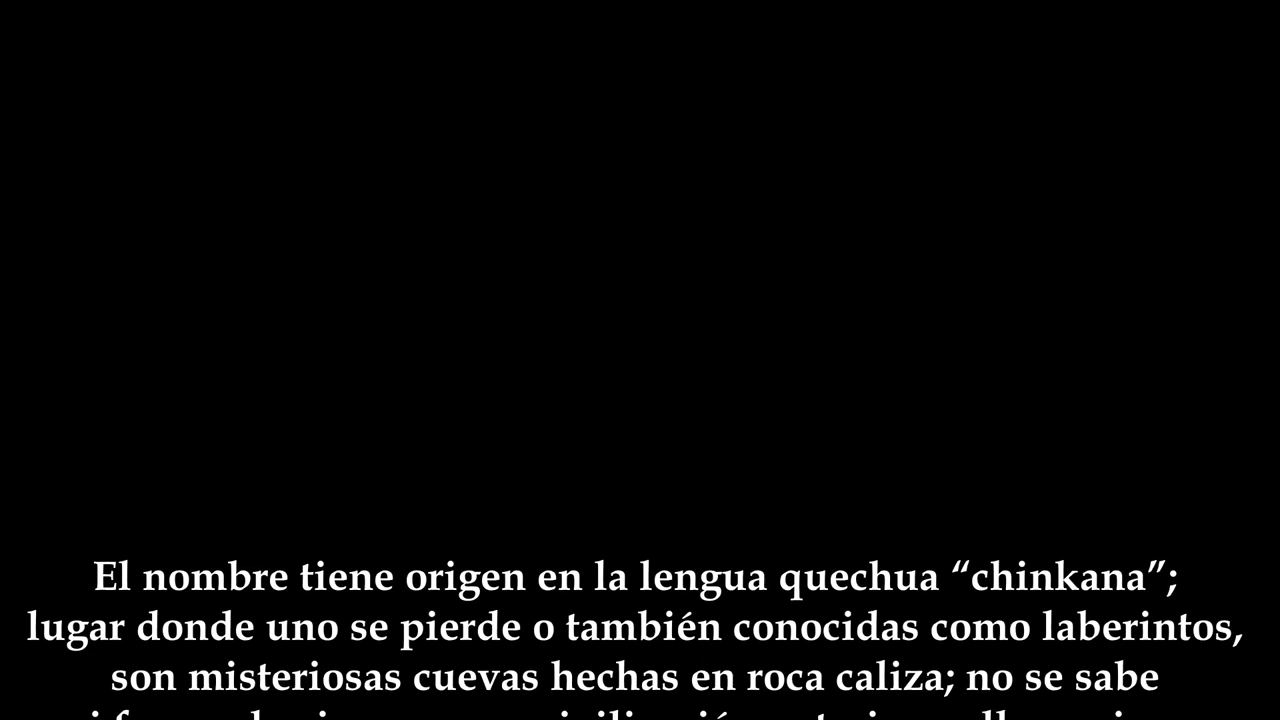 El nombre tiene origen en la lengua quechua “chinkana”;
lugar donde uno se pierde o también conocidas como laberintos,
son misteriosas cuevas hechas en roca caliza; no se sabe